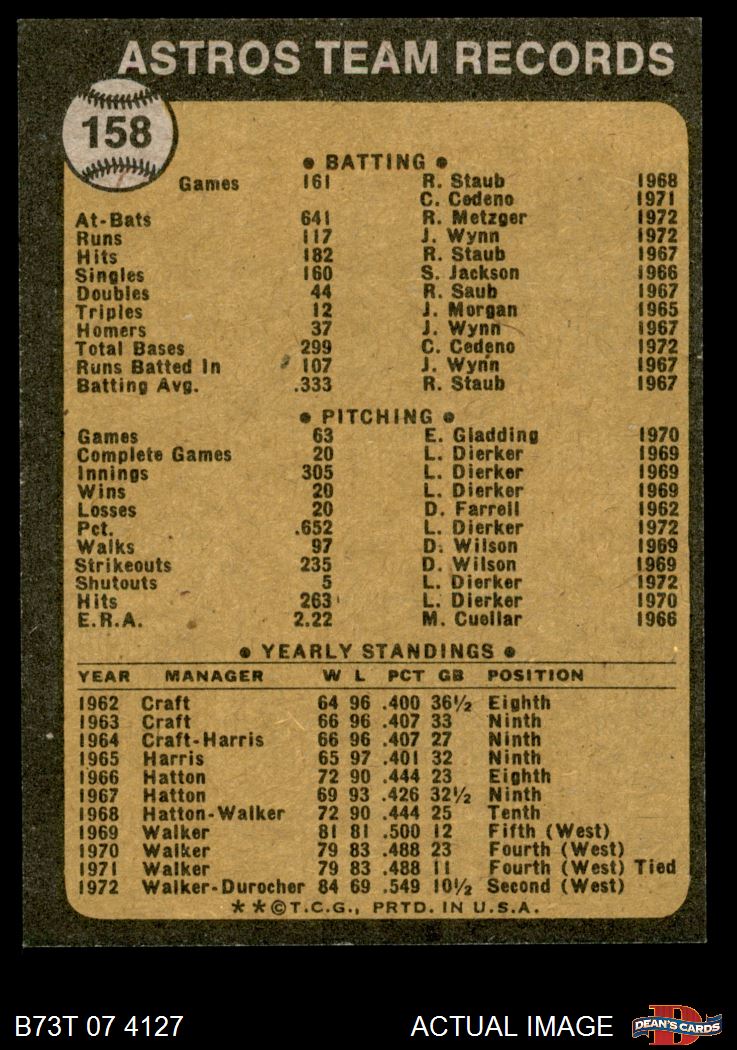 ASTROS TEAM RECORDS
158
● BATTING ●
Games 161 R. Staub 1968
C. Cedeno 1971
At-Bats 641 R. Metzger 1972
Runs 117 J. Wynn 1972
Hits 182 R. Staub 1967
Singles 160 S. Jackson 1966
Doubles 44 R. Saub 1967
Triples 12 J. Morgan 1965
Homers 37 J. Wynn 1967
Total Bases 299 C. Cedeno 1972
Runs Batted In 107 J. Wynn 1967
Batting Avg. .333 R. Staub 1967
● PITCHING ●
Games 63 E. Gladding 1970
Complete Games 20 L. Dierker 1969
Innings 305 L. Dierker 1969
Wins 20 L. Dierker 1969
Losses 20 D. Farrell 1962
Pct. .652 L. Dierker 1972
Walks 97 D. Wilson 1969
Strikeouts 235 D. Wilson 1969
Shutouts 5 L. Dierker 1972
Hits 263 L. Dierker 1970
E.R.A. 2.22 M. Cuellar 1966
● YEARLY STANDINGS ●
YEAR MANAGER W L PCT GB POSITION
1962 Craft 64 96 .400 36½ Eighth
1963 Craft 66 96 .407 33 Ninth
1964 Craft-Harris 66 96 .407 27 Ninth
1965 Harris 65 97 .401 32 Ninth
1966 Hatton 72 90 .444 23 Eighth
1967 Hatton 69 93 .426 32½ Ninth
1968 Hatton-Walker 72 90 .444 25 Tenth
1969 Walker 81 81 .500 12 Fifth (West)
1970 Walker 79 83 .488 23 Fourth (West)
1971 Walker 79 83 .488 11 Fourth (West) Tied
1972 Walker-Durocher 84 69 .549 10½ Second (West)
**©T.C.G., PRTD. IN U.S.A.
B73T 07 4127 ACTUAL IMAGE
D
DEAN'S CARDS